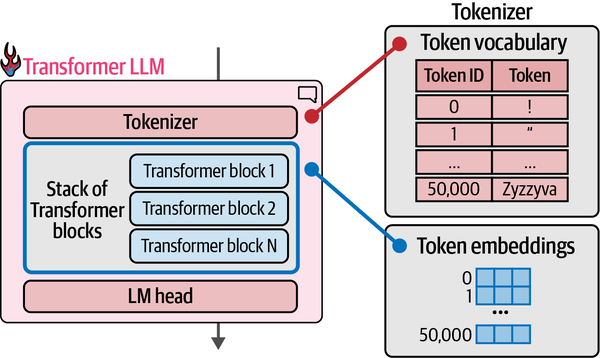 Transformer LLM
Tokenizer
Stack of
Transformer
blocks
Transformer block 1
Transformer block 2
Transformer block N
LM head
Tokenizer
Token vocabulary
Token ID Token
0 !
1 “
... ...
50,000 Zyzzyva
Token embeddings
0
1
...
50,000